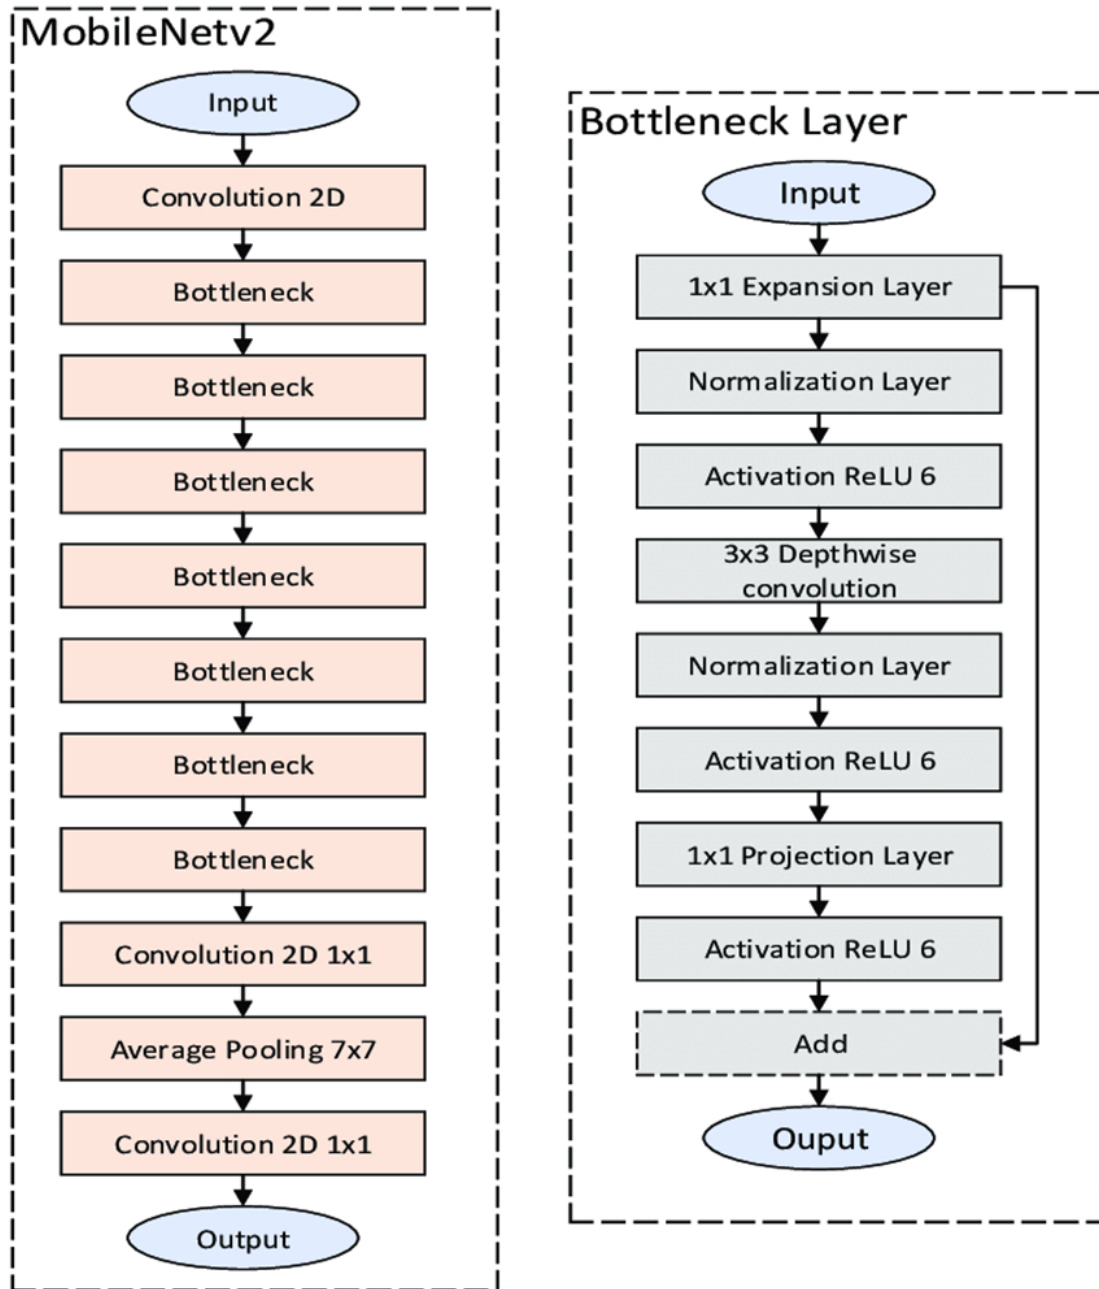 MobileNetv2
Input
Convolution 2D
Bottleneck
Bottleneck
Bottleneck
Bottleneck
Bottleneck
Bottleneck
Bottleneck
Convolution 2D 1x1
Average Pooling 7x7
Convolution 2D 1x1
Output
Bottleneck Layer
Input
1x1 Expansion Layer
Normalization Layer
Activation ReLU 6
3x3 Depthwise
convolution
Normalization Layer
Activation ReLU 6
1x1 Projection Layer
Activation ReLU 6
Add
Ouput